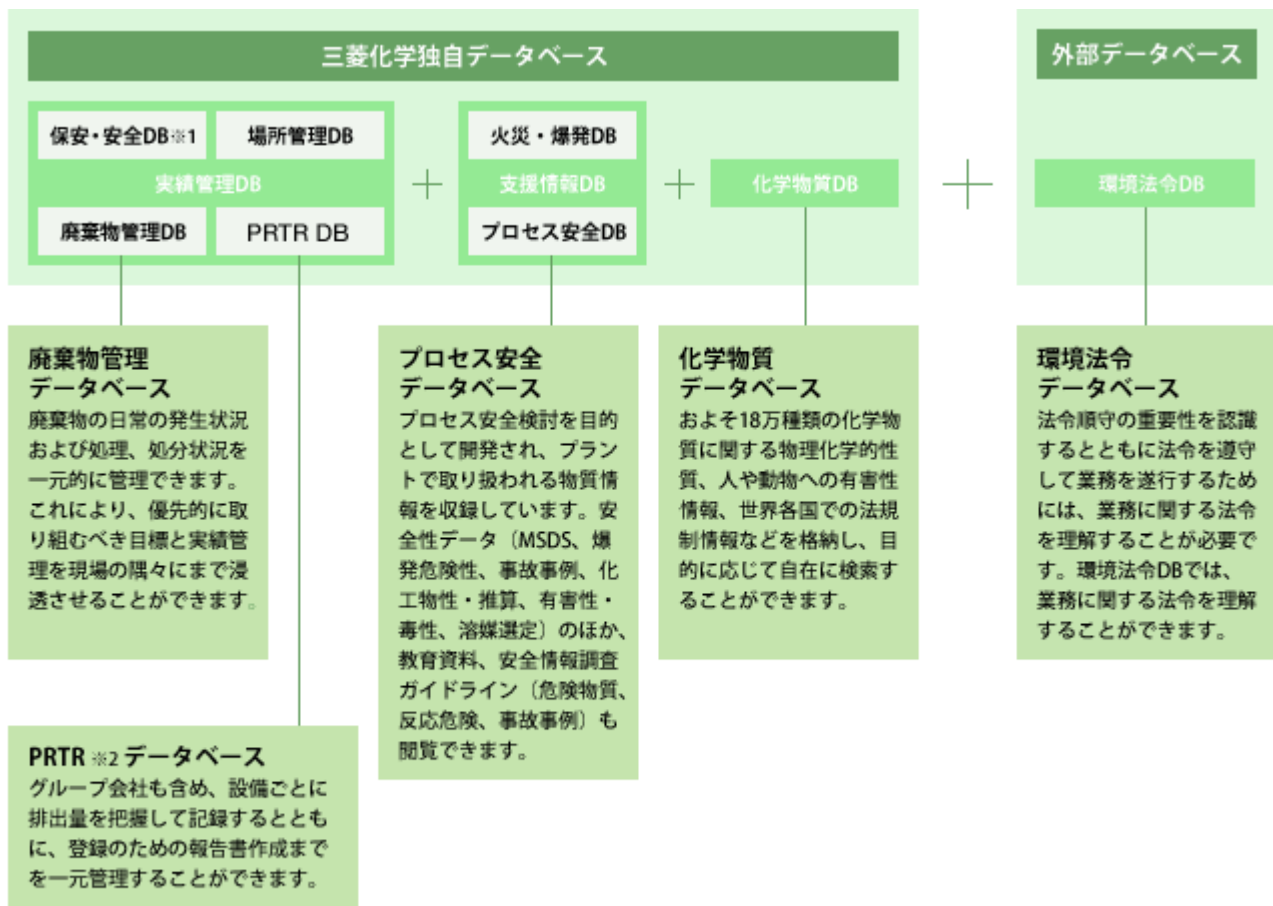 三菱化学独自データベース
外部データベース
保安・安全DB※1
場所管理DB
火災・爆発DB
実績管理DB
支援情報DB
化学物質DB
環境法令DB
廃棄物管理DB
PRTR DB
プロセス安全DB
廃棄物管理
データベース
廃棄物の日常の発生状況
および処理、処分状況を
一元的に管理できます。
これにより、優先的に取
り組むべき目標と実績管
理を現場の隅々にまで浸
透させることができます。
プロセス安全
データベース
プロセス安全検討を目的
として開発され、プラン
トで取り扱われる物質情
報を収録しています。安
全性データ（MSDS、爆
発危険性、事故事例、化
工物性・推算、有害性・
毒性、溶媒選定）のほか、
教育資料、安全情報調査
ガイドライン（危険物質、
反応危険、事故事例）も
閲覧できます。
化学物質
データベース
およそ18万種類の化学物
質に関する物理化学的性
質、人や動物への有害性
情報、世界各国での法規
制情報などを格納し、目
的に応じて自在に検索す
ることができます。
環境法令
データベース
法令順守の重要性を認識
するとともに法令を遵守
して業務を遂行するため
には、業務に関する法令
を理解することが必要で
す。環境法令DBでは、
業務に関する法令を理解
することができます。
PRTR ※2 データベース
グループ会社も含め、設備ごとに
排出量を把握して記録するととも
に、登録のための報告書作成まで
を一元管理することができます。